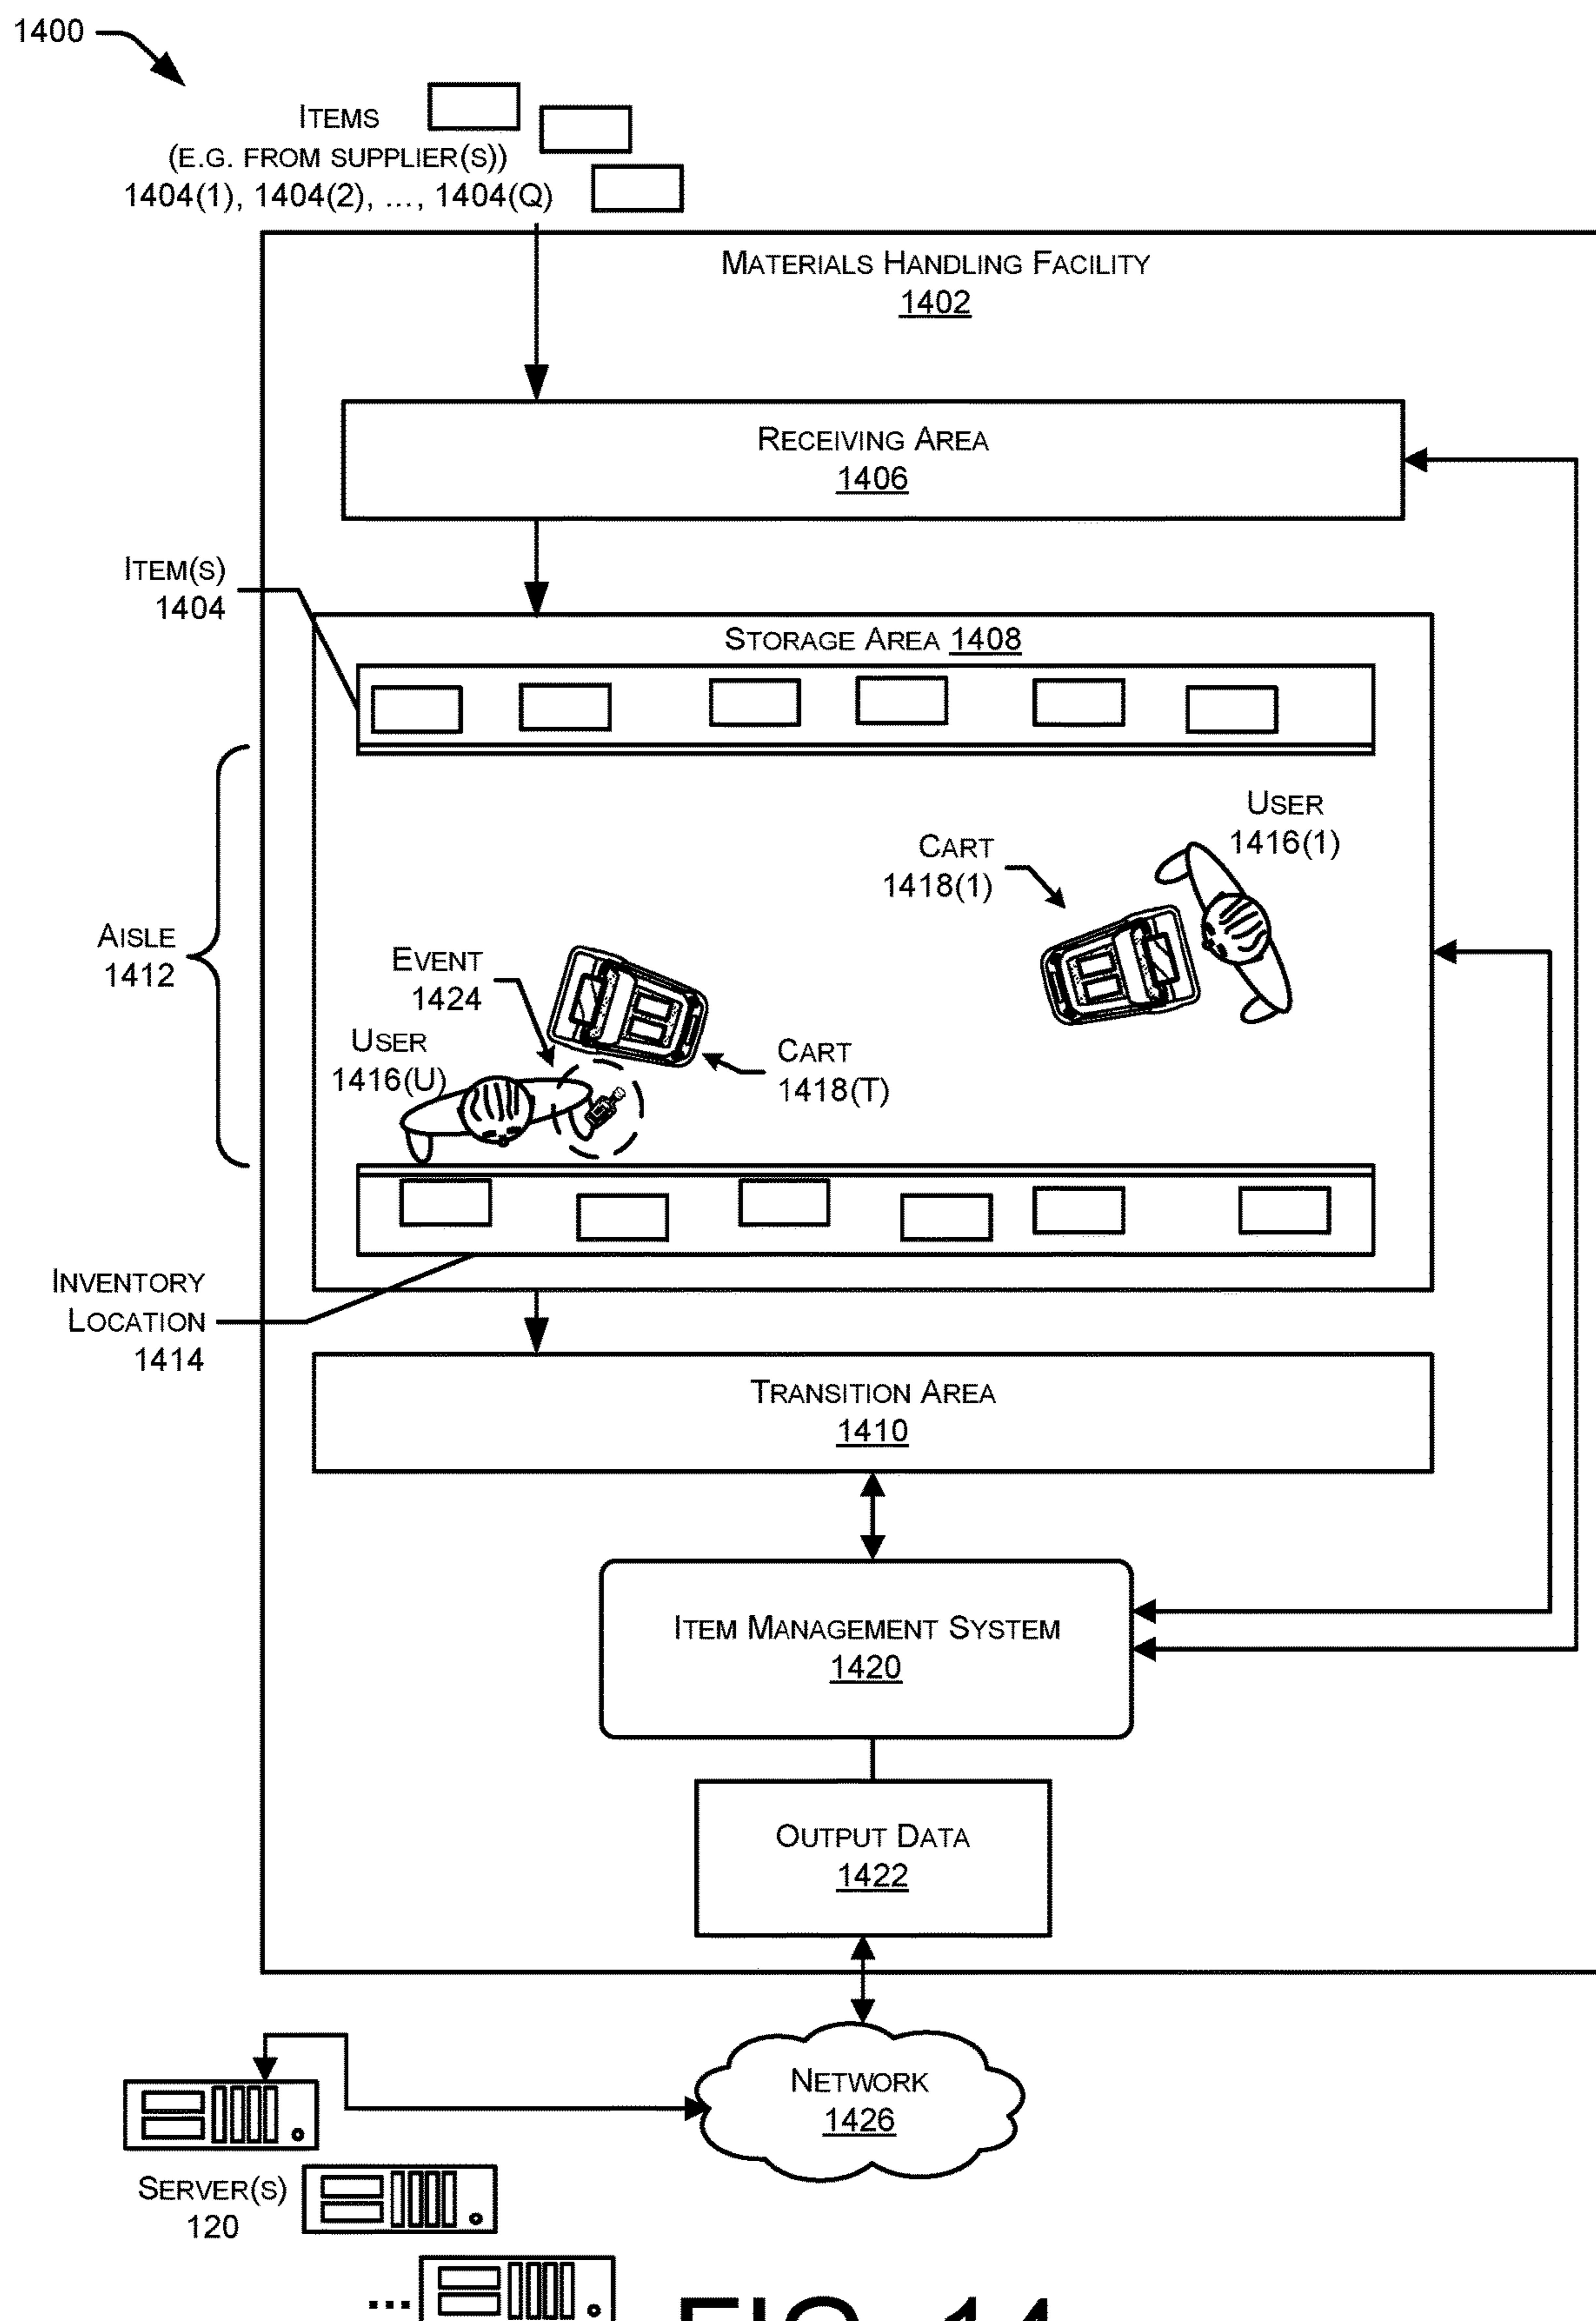 1400
ITEMS
(E.G. FROM SUPPLIER(S))
1404(1), 1404(2), ..., 1404(Q)
MATERIALS HANDLING FACILITY
1402
RECEIVING AREA
1406
ITEM(S)
1404
STORAGE AREA 1408
USER
1416(1)
CART
1418(1)
AISLE
1412
EVENT
1424
USER
1416(U)
CART
1418(T)
INVENTORY
LOCATION
1414
TRANSITION AREA
1410
ITEM MANAGEMENT SYSTEM
1420
OUTPUT DATA
1422
NETWORK
1426
SERVER(S)
120
...
FIG. 14